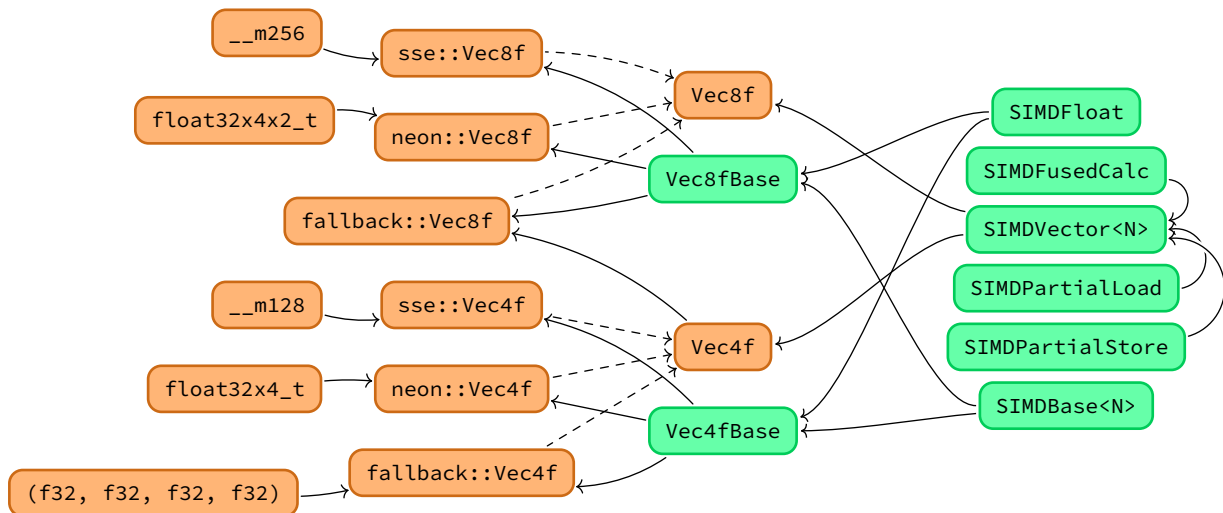 __m256
sse::Vec8f
Vec8f
float32x4x2_t
neon::Vec8f
SIMDFloat
Vec8fBase
SIMDFusedCalc
fallback::Vec8f
SIMDVector<N>
__m128
sse::Vec4f
SIMDPartialLoad
Vec4f
SIMDPartialStore
float32x4_t
neon::Vec4f
SIMDBase<N>
Vec4fBase
fallback::Vec4f
(f32, f32, f32, f32)